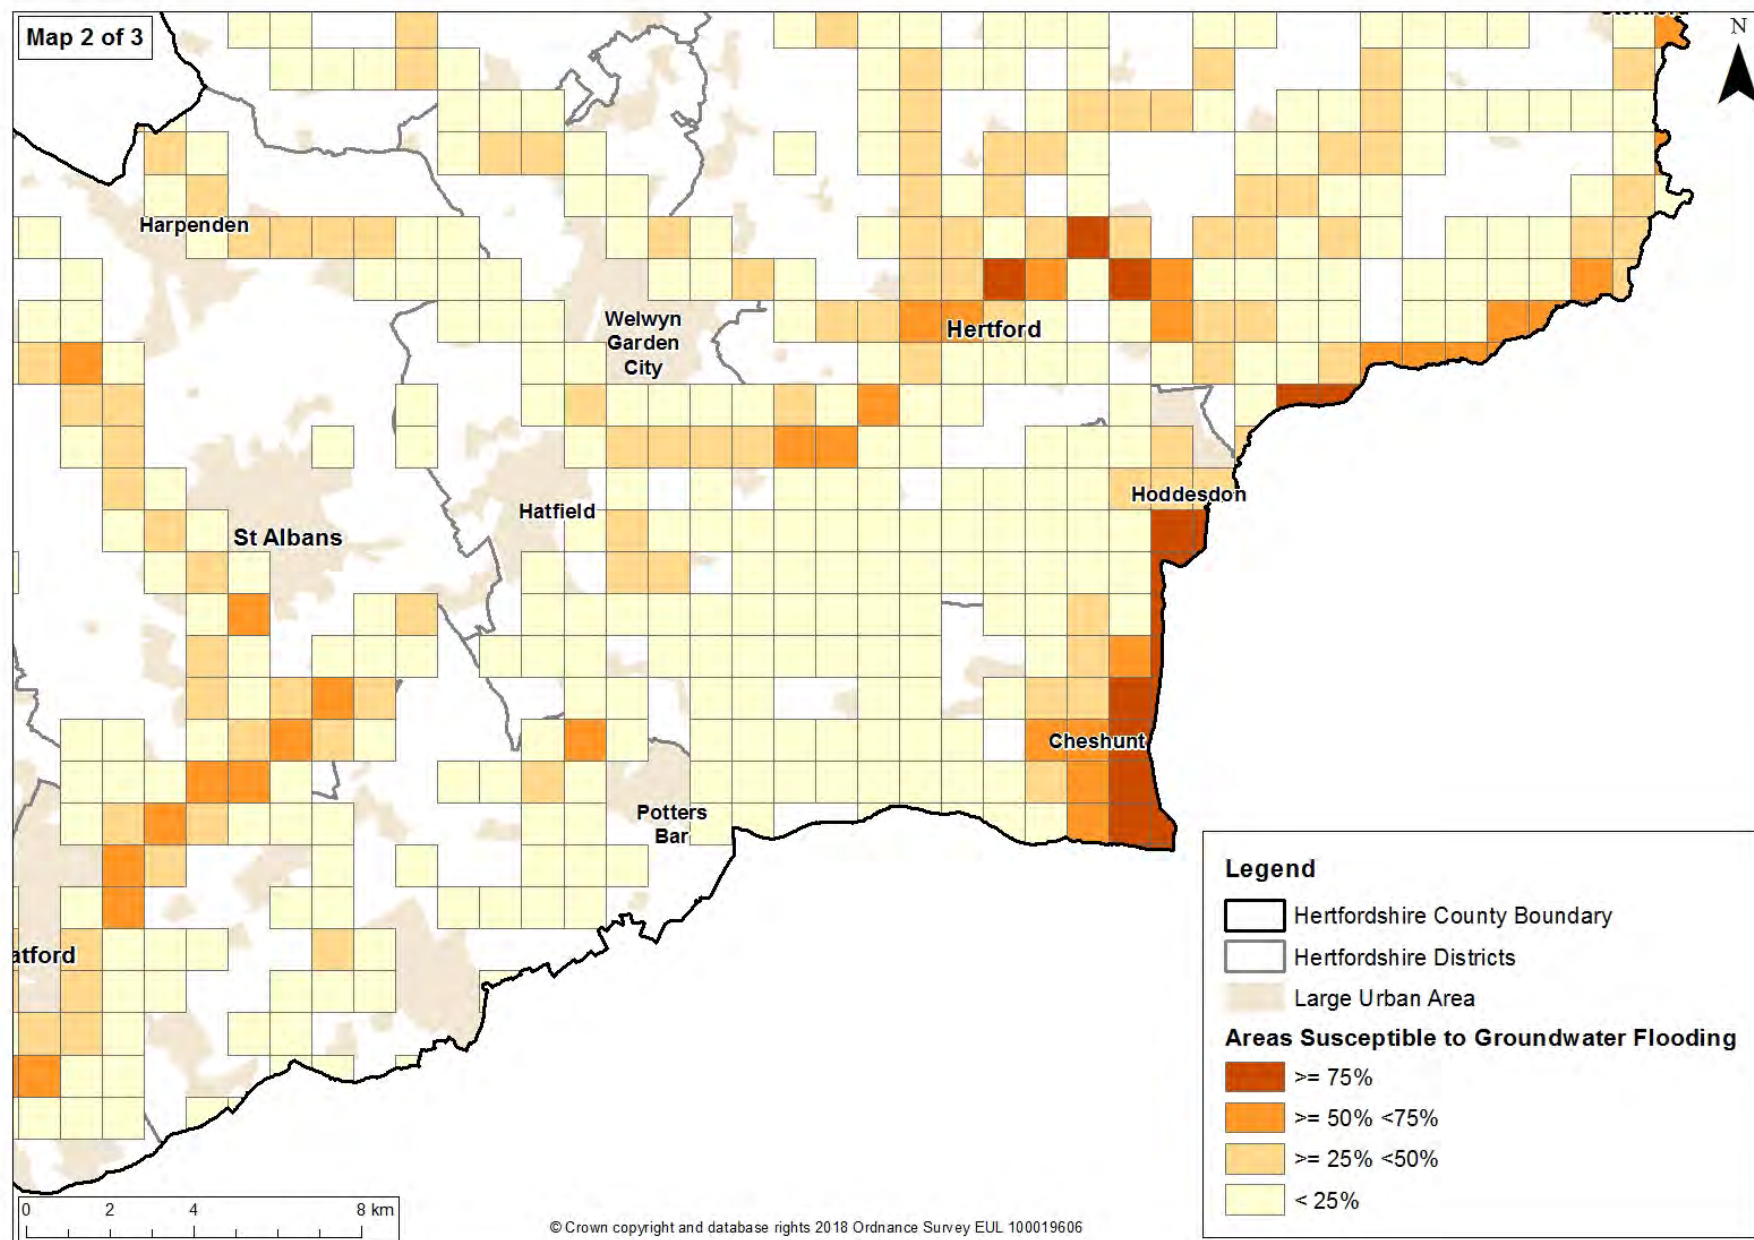 Map 2 of 3
N
Harpenden
Welwyn
Garden
City
Hertford
St Albans
Hatfield
Hoddesdon
Cheshunt
Potters
Bar
atford
Legend
Hertfordshire County Boundary
Hertfordshire Districts
Large Urban Area
Areas Susceptible to Groundwater Flooding
>= 75%
>= 50% <75%
>= 25% <50%
< 25%
0 2 4 8 km
© Crown copyright and database rights 2018 Ordnance Survey EUL 100019606